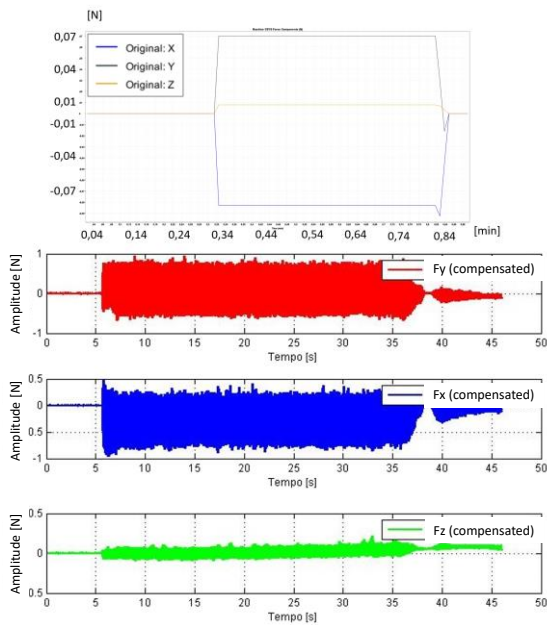 [N]
Original: X
Original: Y
Original: Z
0,07
0,04
0,01
-0,01
-0,04
-0,07
0,04 0,14 0,24 0,34 0,44 0,54 0,64 0,74 0,84 [min]
Amplitude [N]
1
0
-1
Fy (compensated)
0 5 10 15 20 25 30 35 40 45 50
Tempo [s]
Amplitude [N]
0.5
0
0.5
-1
Fx (compensated)
0 5 10 15 20 25 30 35 40 45 50
Tempo [s]
Amplitude [N]
0.5
0
0.5
Fz (compensated)
0 5 10 15 20 25 30 35 40 45 50
Tempo [s]